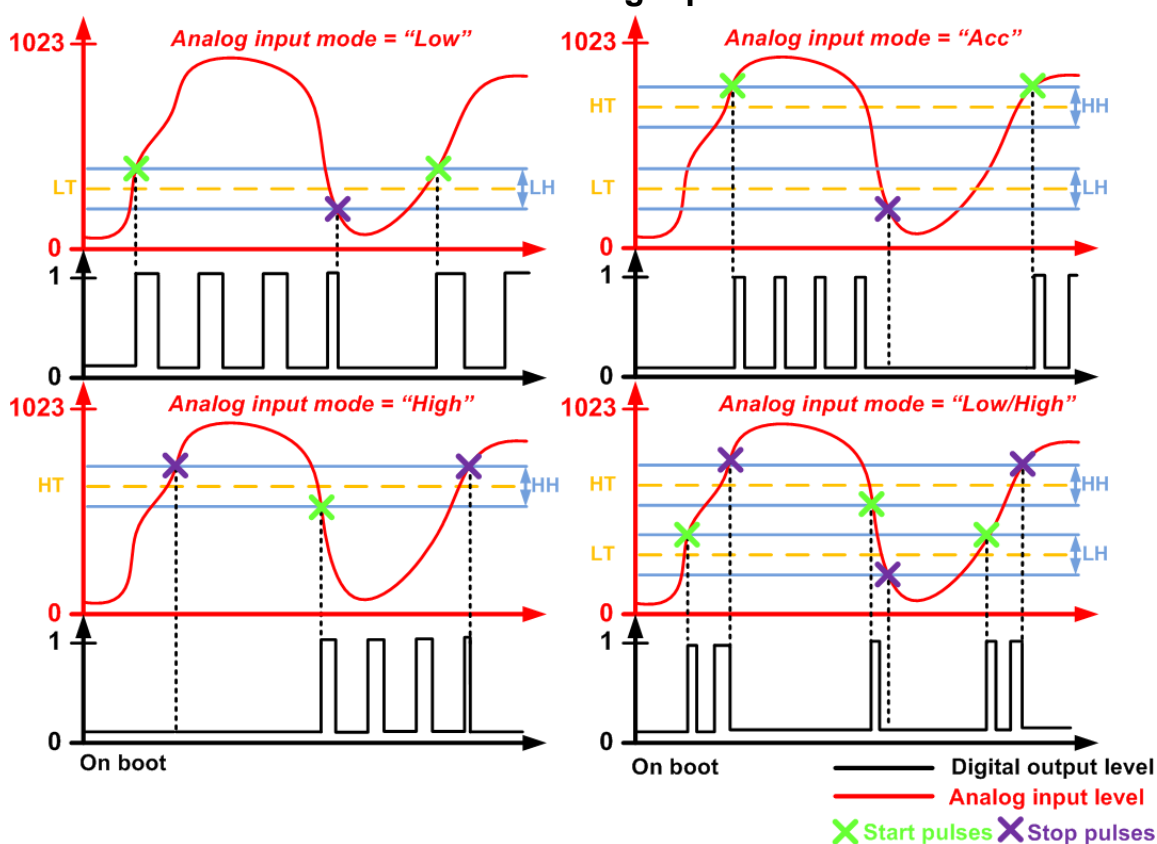 Analog input mode = “Low”
1023
LT
LH
0
1
0
Analog input mode = “Acc”
1023
HT
HH
LT
LH
0
1
0
Analog input mode = “High”
1023
HT
HH
0
1
0
On boot
Analog input mode = “Low/High”
1023
HT
HH
LT
LH
0
1
0
On boot
Digital output level
Analog input level
Start pulses
Stop pulses